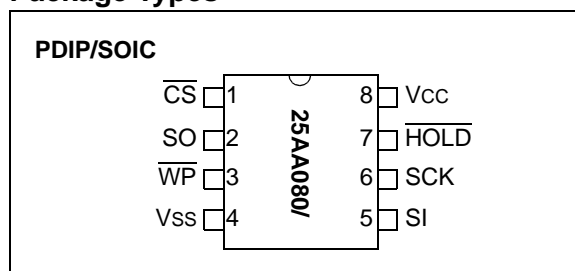 Package Types
PDIP/SOIC
CS 1 8 VCC
SO 2 7 HOLD
WP 3 6 SCK
VSS 4 5 SI
25AA080/